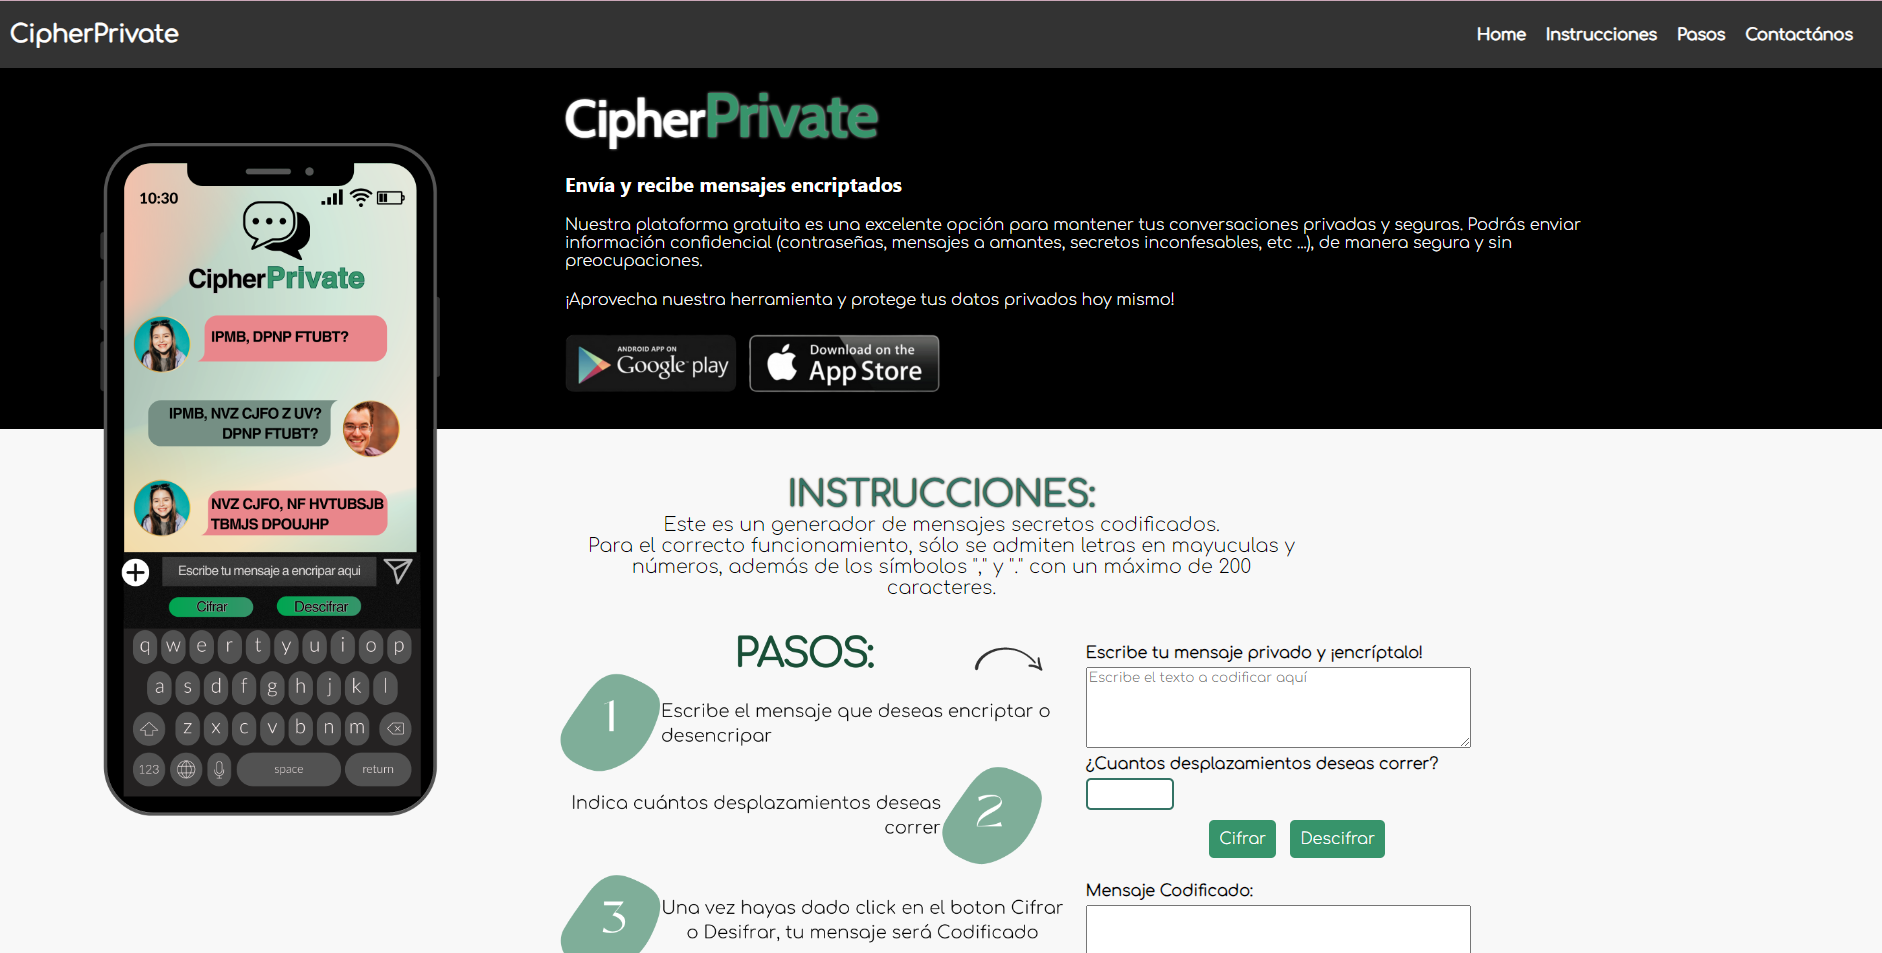 CipherPrivate
Home Instrucciones Pasos Contactános
CipherPrivate
Envía y recibe mensajes encriptados
Nuestra plataforma gratuita es una excelente opción para mantener tus conversaciones privadas y seguras. Podrás enviar
información confidencial (contraseñas, mensajes a amantes, secretos inconfesables, etc ...), de manera segura y sin
preocupaciones.
¡Aprovecha nuestra herramienta y protege tus datos privados hoy mismo!
ANDROID APP ON
Google play
Download on the
App Store
10:30
CipherPrivate
IPMB, DPNP FTUBT?
IPMB, NVZ CJFO Z UV?
DPNP FTUBT?
NVZ CJFO, NF HVTUBSJB
TBMJS DPOUJHP
Escribe tu mensaje a encripar aqui
Cifrar Descifrar
q w e r t y u i o p
a s d f g h j k l
z x c v b n m
123 space return
INSTRUCCIONES:
Este es un generador de mensajes secretos codificados.
Para el correcto funcionamiento, sólo se admiten letras en mayuculas y
números, además de los símbolos "," y "." con un máximo de 200
caracteres.
PASOS:
1
Escribe el mensaje que deseas encriptar o
desencripar
Indica cuántos desplazamientos deseas
correr
2
3
Una vez hayas dado click en el boton Cifrar
o Desifrar, tu mensaje será Codificado
Escribe tu mensaje privado y ¡encríptalo!
Escribe el texto a codificar aquí
¿Cuantos desplazamientos deseas correr?
Cifrar Descifrar
Mensaje Codificado: